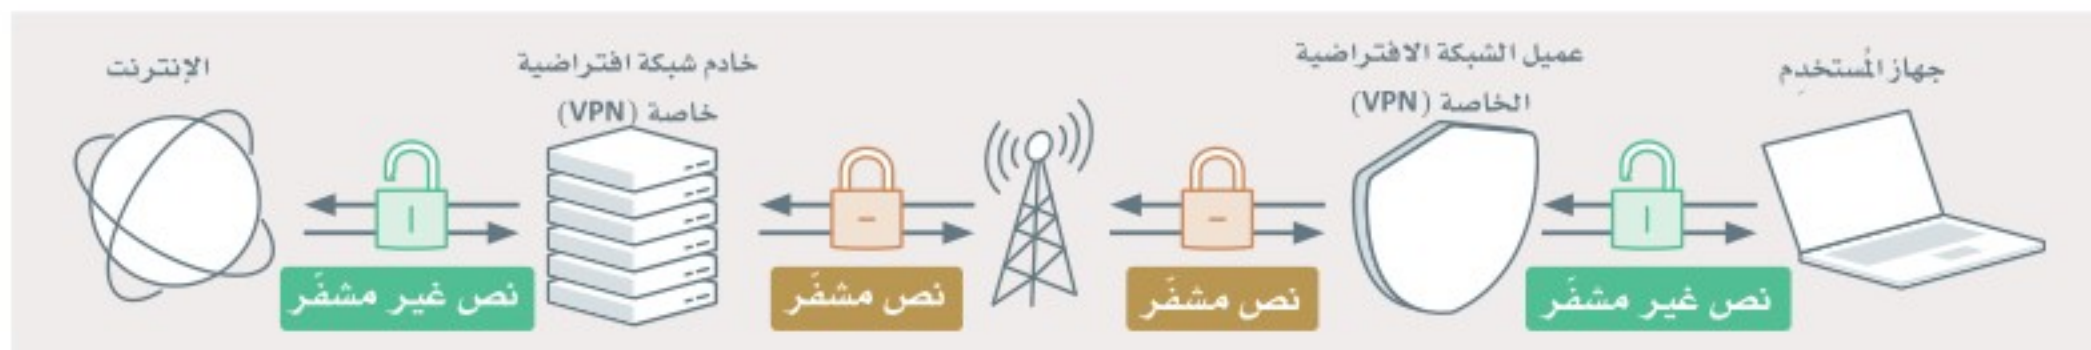 جهاز المُستخدِم
عميل الشبكة الافتراضية
الخاصة (VPN)
خادم شبكة افتراضية
خاصة (VPN)
الإنترنت
نص غير مشفَر
نص مشفَر
نص مشفَر
نص غير مشفَر